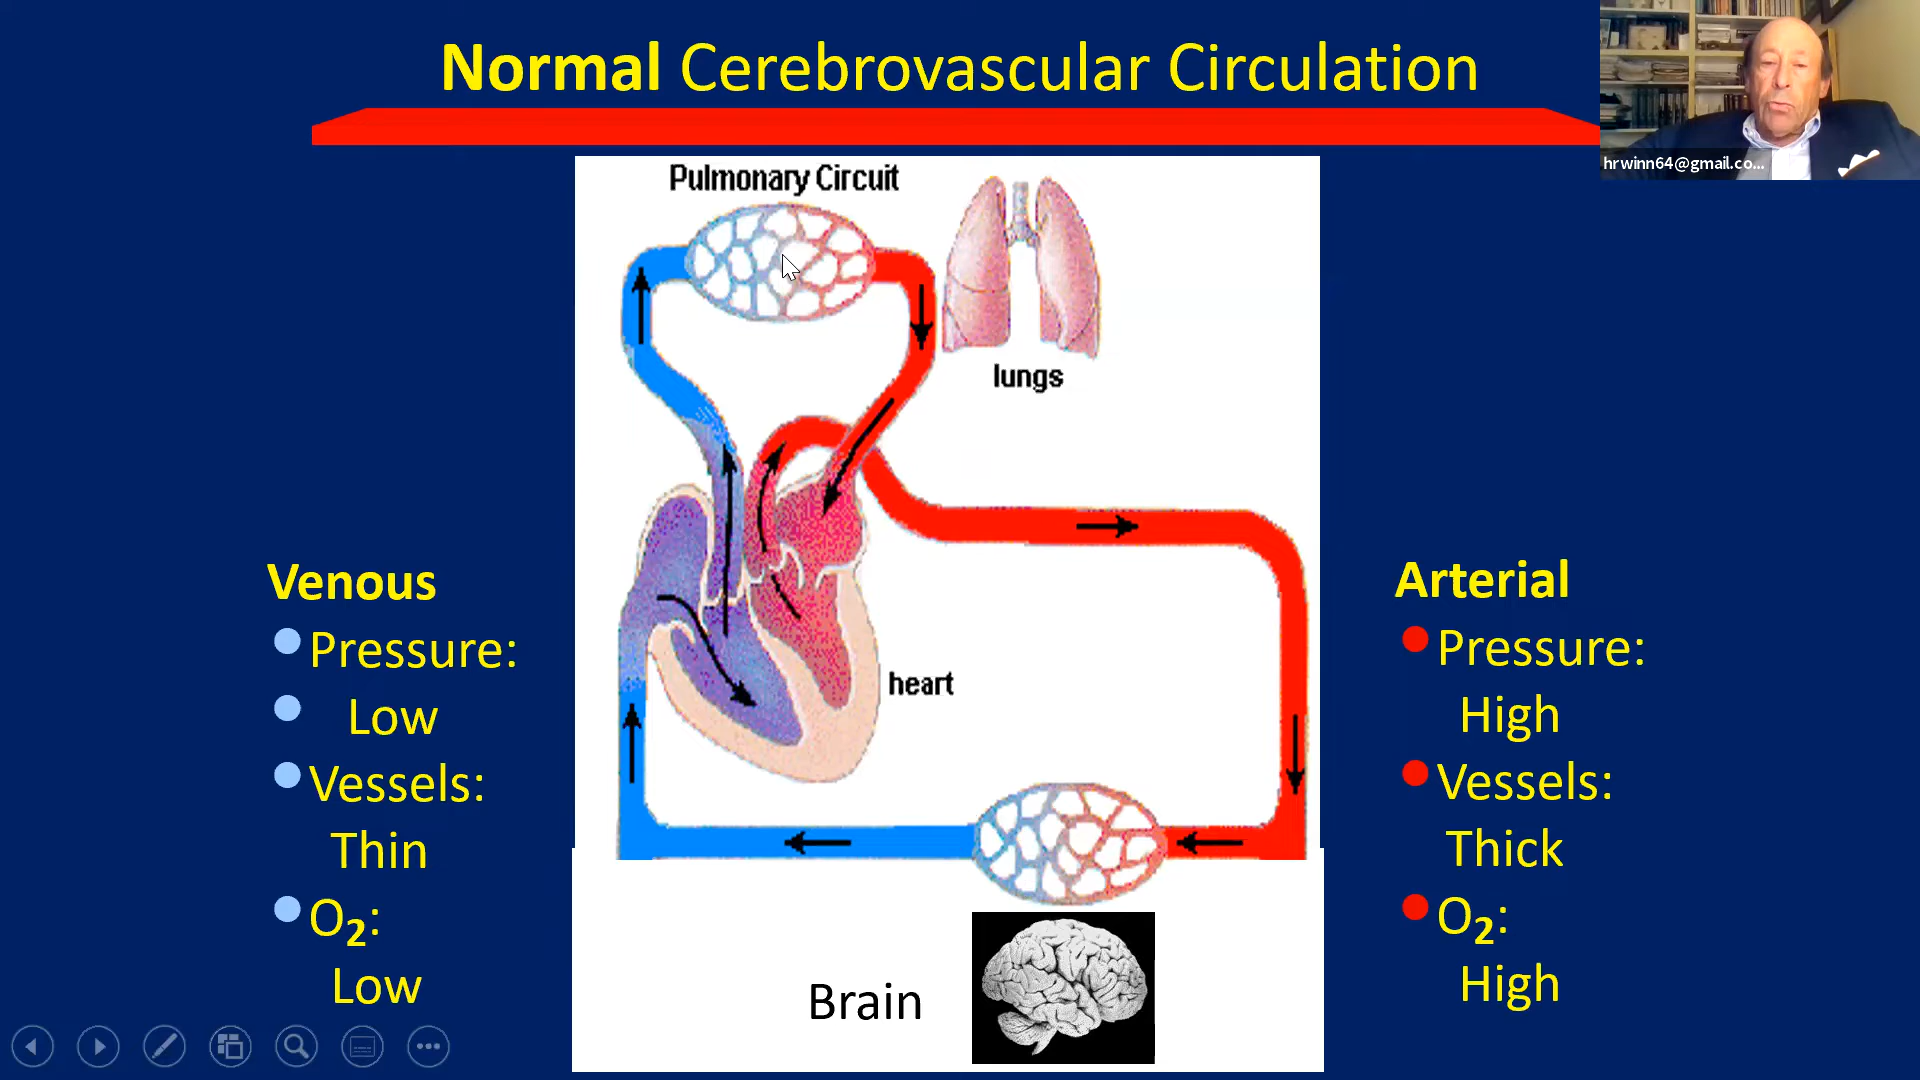 Normal Cerebrovascular Circulation
hrwinn64@gmail.co...
Pulmonary Circuit
lungs
heart
Venous
Pressure:
Low
Vessels:
Thin
O₂:
Low
Arterial
Pressure:
High
Vessels:
Thick
O₂:
High
Brain